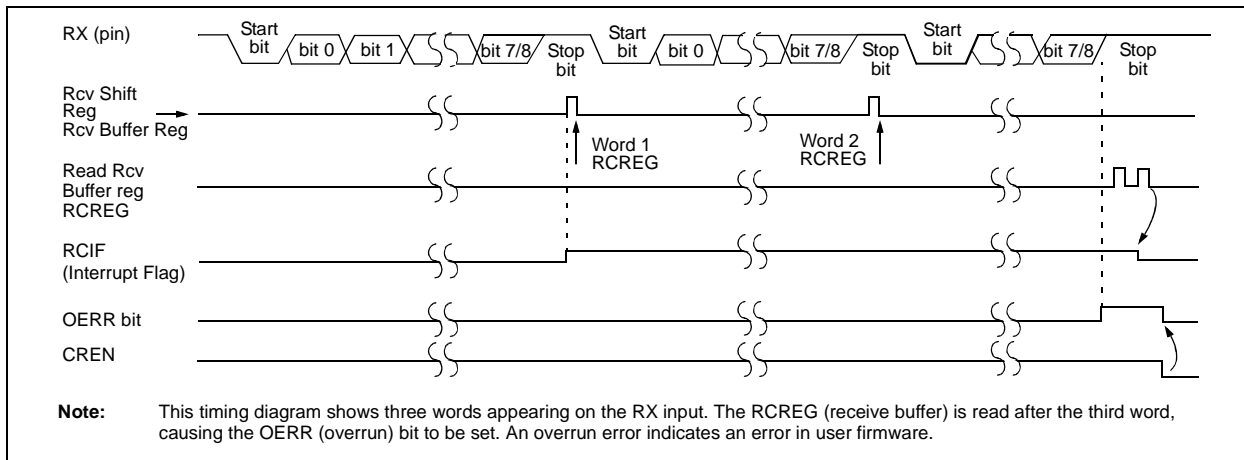 RX (pin)
Start
bit
bit 0
bit 1
bit 7/8
Stop
bit
Start
bit
bit 0
bit 7/8
Stop
bit
Start
bit
bit 7/8
Stop
bit
Rcv Shift
Reg
Rcv Buffer Reg
Word 1
RCREG
Word 2
RCREG
Read Rcv
Buffer reg
RCREG
RCIF
(Interrupt Flag)
OERR bit
CREN
Note: This timing diagram shows three words appearing on the RX input. The RCREG (receive buffer) is read after the third word,
causing the OERR (overrun) bit to be set. An overrun error indicates an error in user firmware.